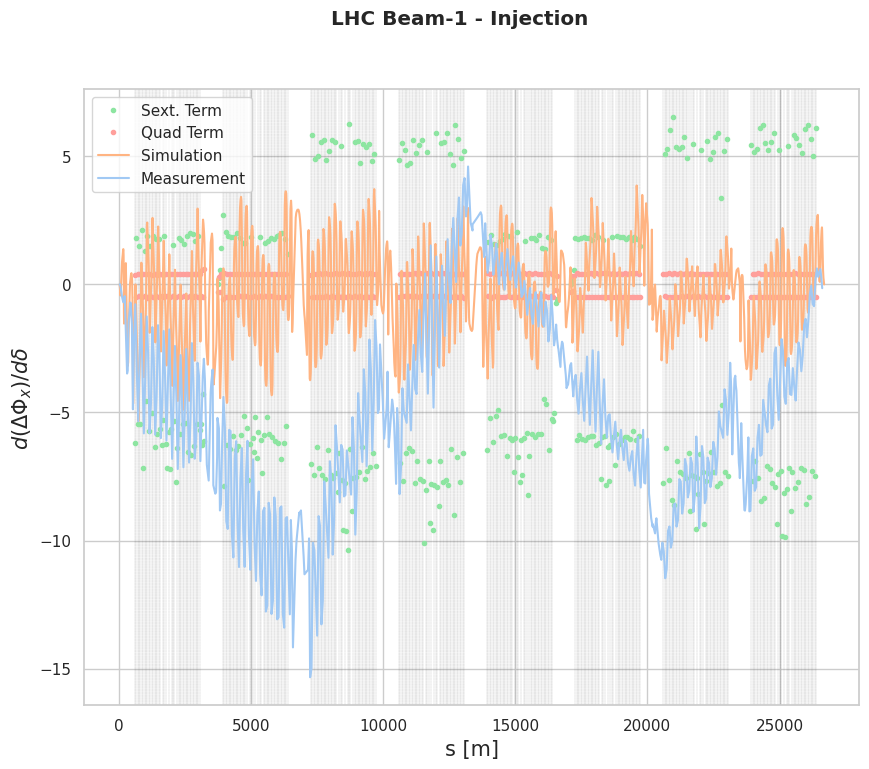 LHC Beam-1 - Injection
Sext. Term
Quad Term
Simulation
Measurement
5
0
−5
−10
−15
d(ΔΦₓ)/dδ
0 5000 10000 15000 20000 25000
s [m]